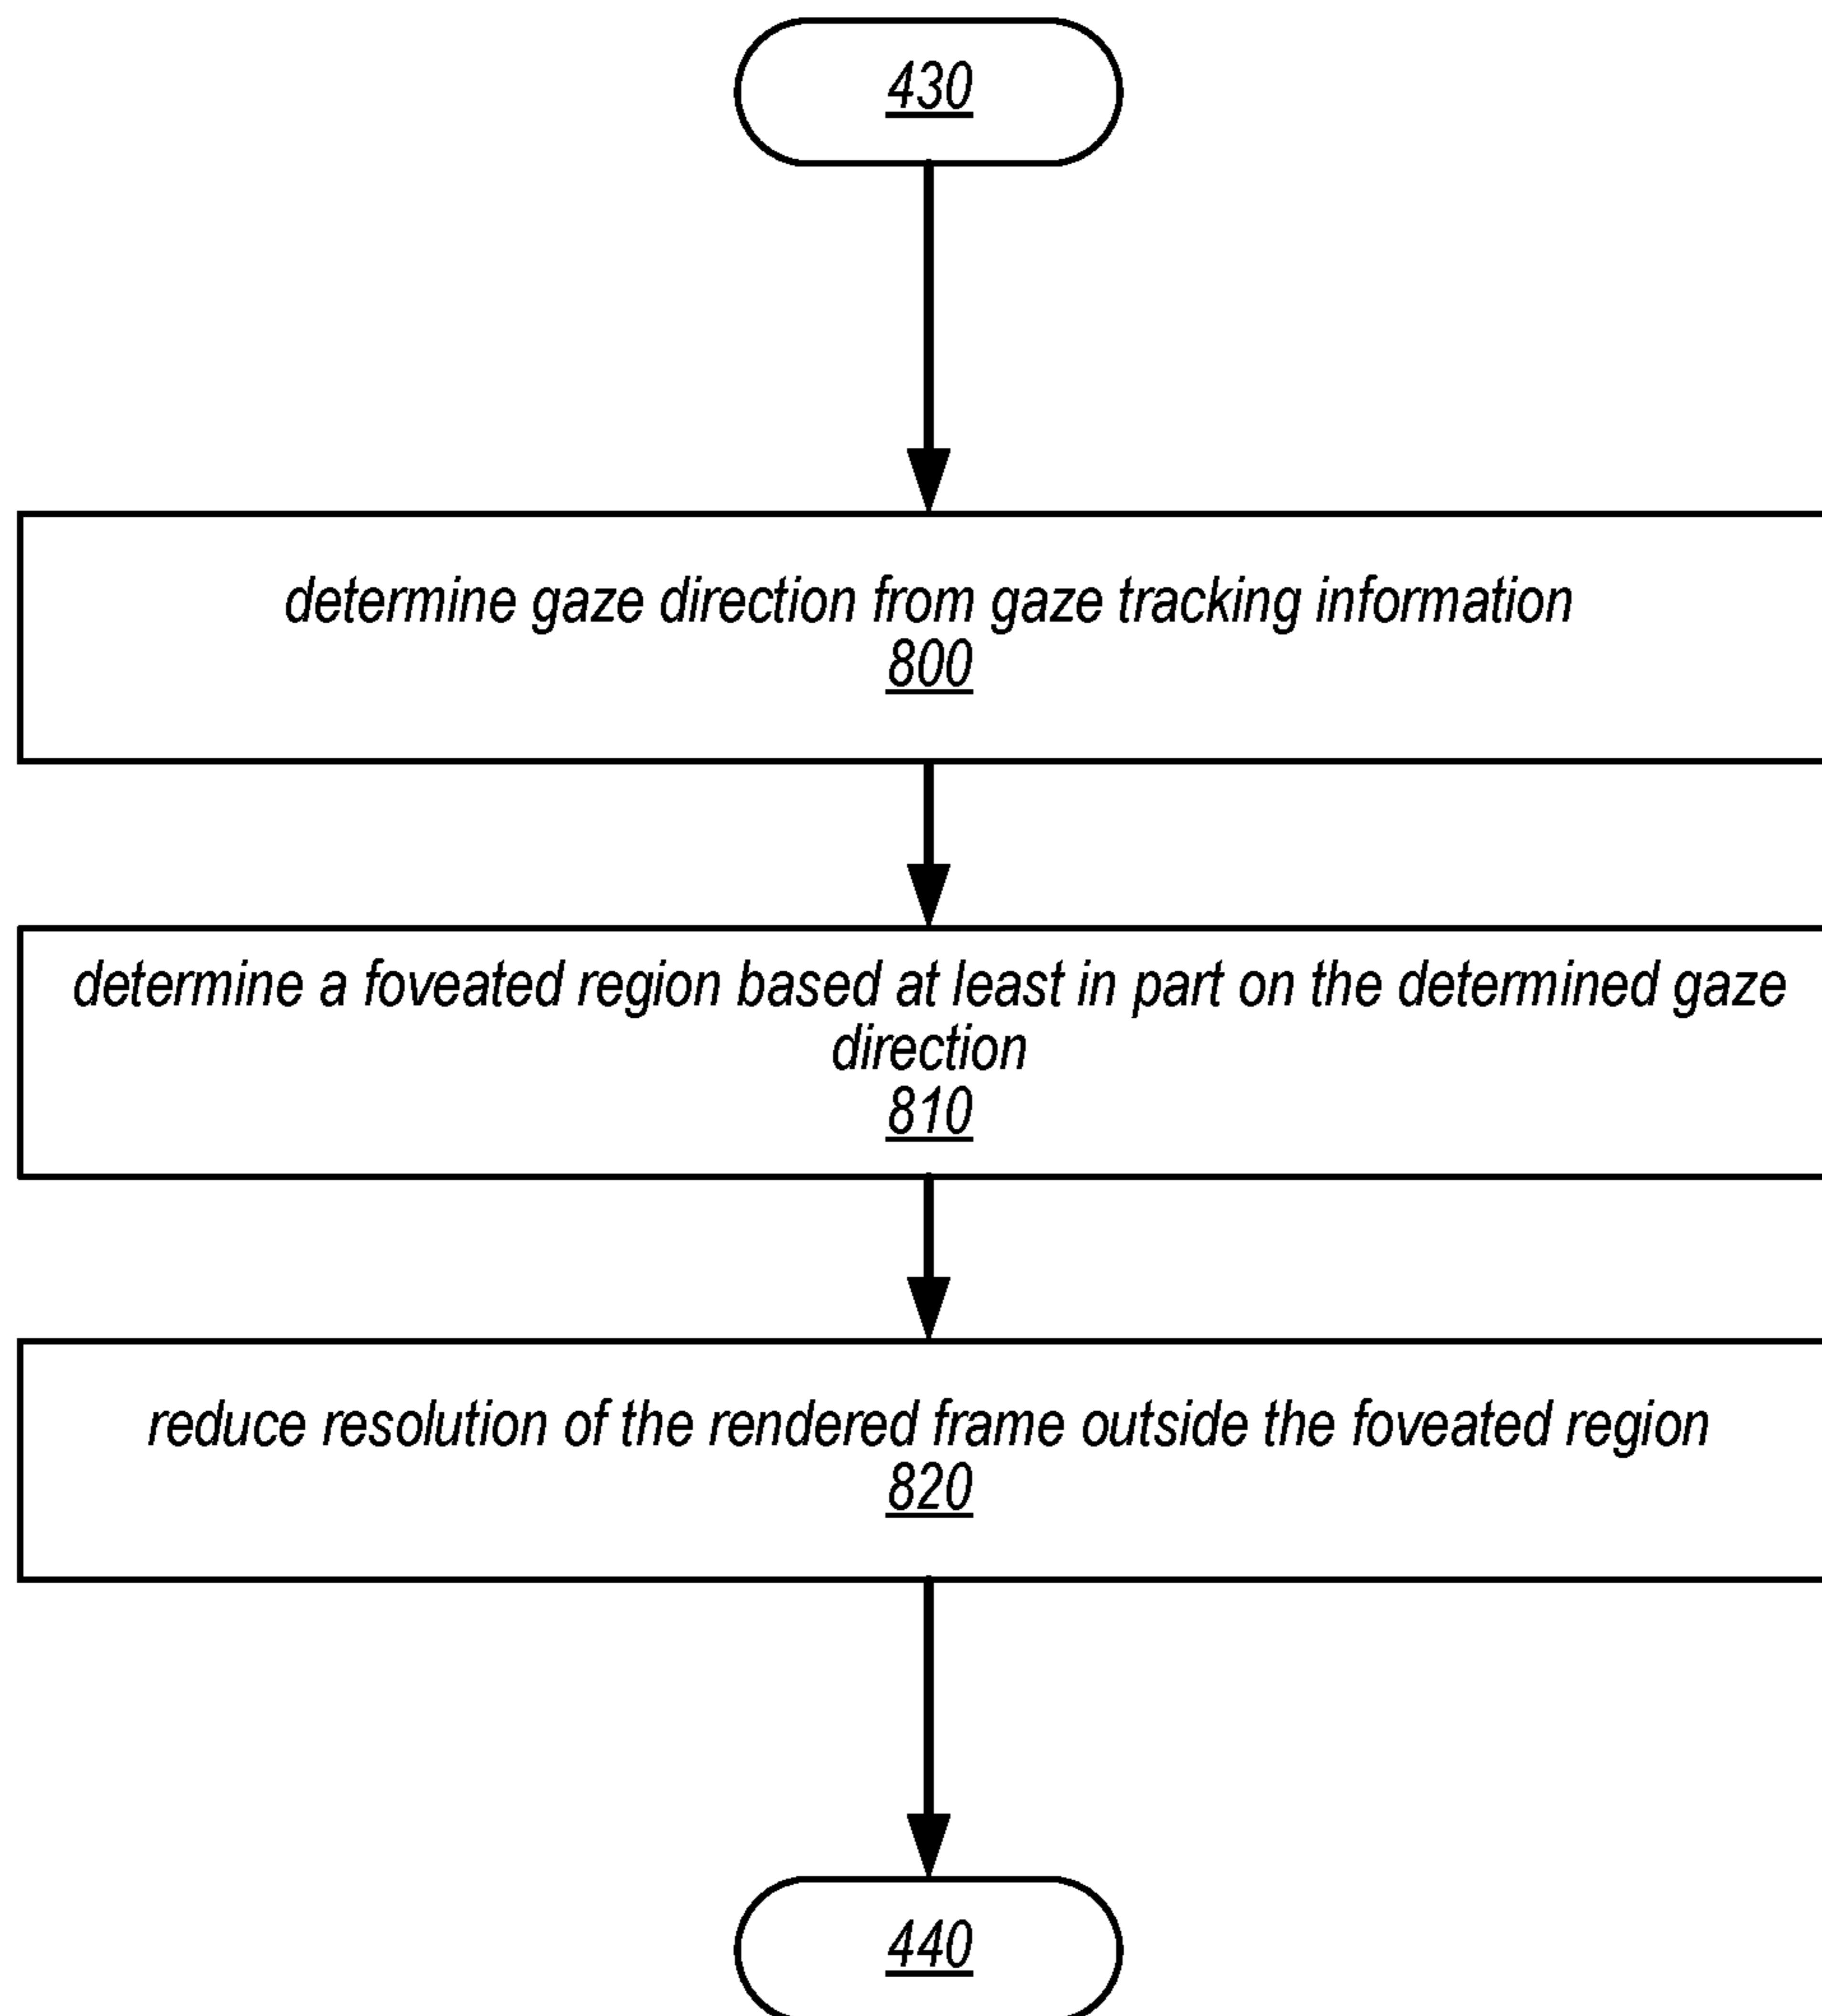 430
determine gaze direction from gaze tracking information
800
determine a foveated region based at least in part on the determined gaze
direction
810
reduce resolution of the rendered frame outside the foveated region
820
440